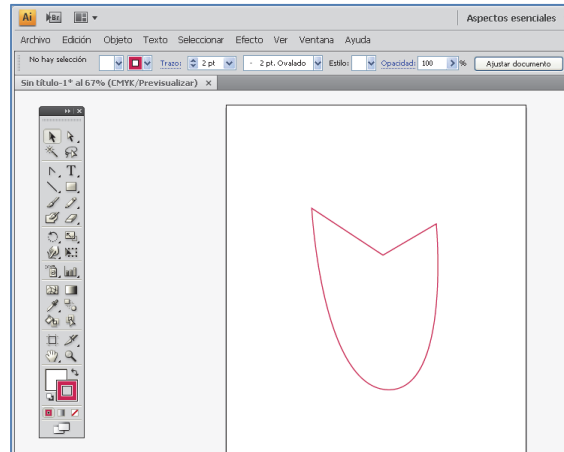 Ai Br Aspectos esenciales
Archivo Edición Objeto Texto Seleccionar Efecto Ver Ventana Ayuda
No hay selección Trazo: 2 pt 2 pt. Ovalado Estilo: Opacidad: 100 % Ajustar documento
Sin título-1* al 67% (CMYK/Previsualizar) ×
T